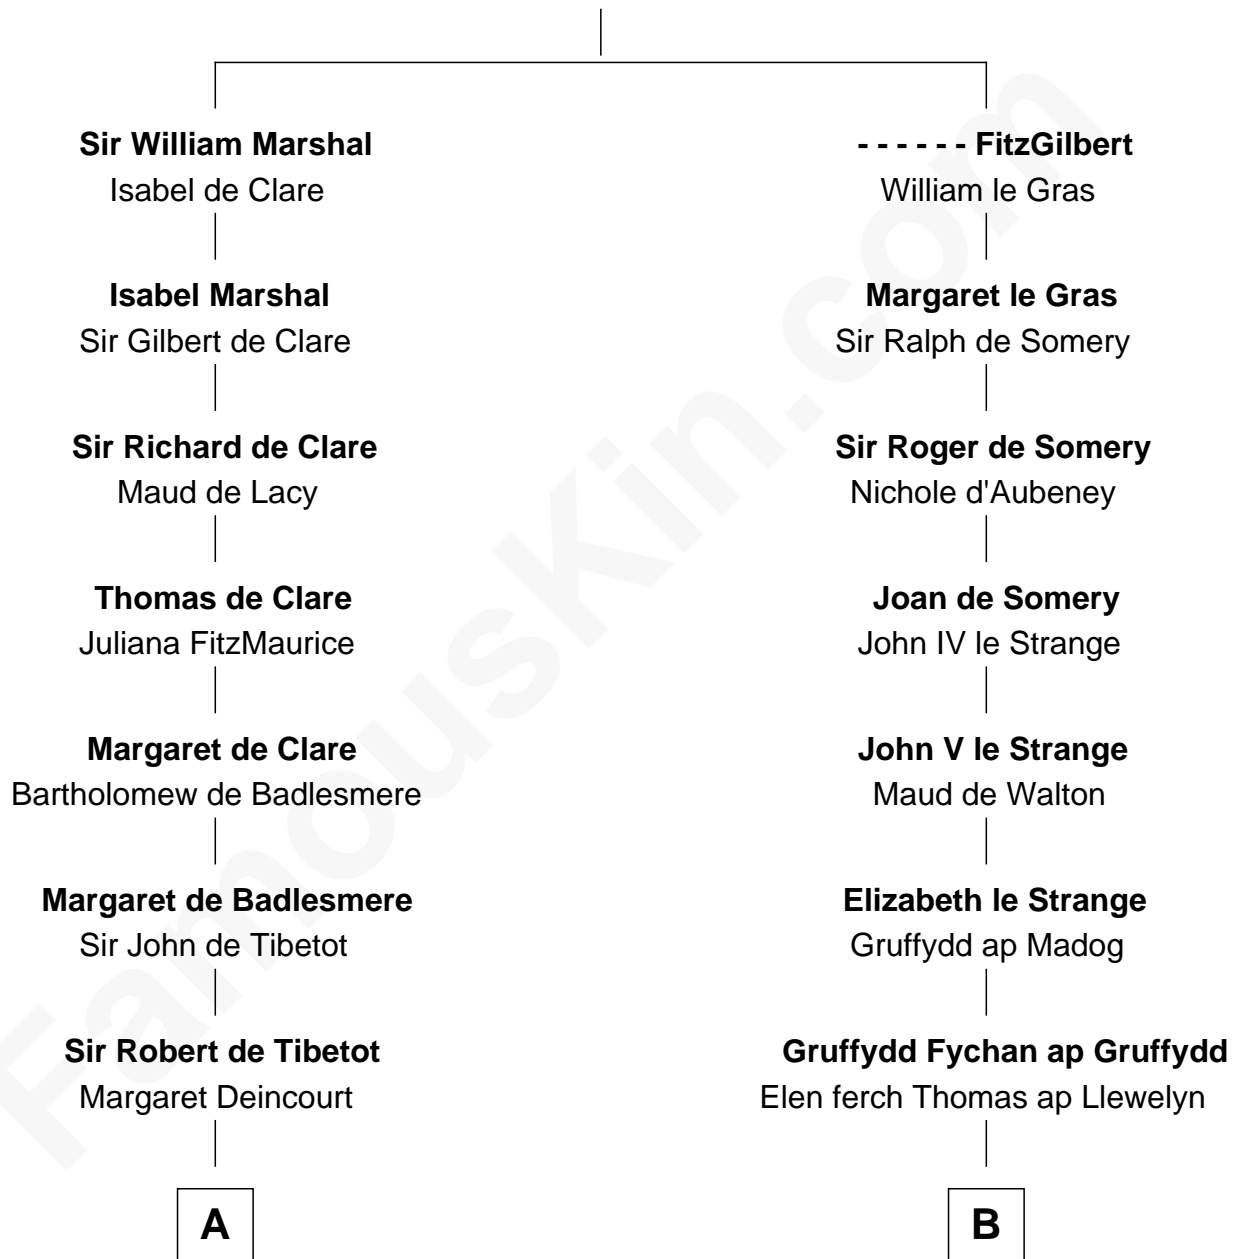 Sir William Marshal
Isabel de Clare
Isabel Marshal
Sir Gilbert de Clare
Sir Richard de Clare
Maud de Lacy
Thomas de Clare
Juliana FitzMaurice
Margaret de Clare
Bartholomew de Badlesmere
Margaret de Badlesmere
Sir John de Tibetot
Sir Robert de Tibetot
Margaret Deincourt
A
- - - - - - FitzGilbert
William le Gras
Margaret le Gras
Sir Ralph de Somery
Sir Roger de Somery
Nichole d'Aubeney
Joan de Somery
John IV le Strange
John V le Strange
Maud de Walton
Elizabeth le Strange
Gruffydd ap Madog
Gruffydd Fychan ap Gruffydd
Elen ferch Thomas ap Llewelyn
B
FamousKin.com